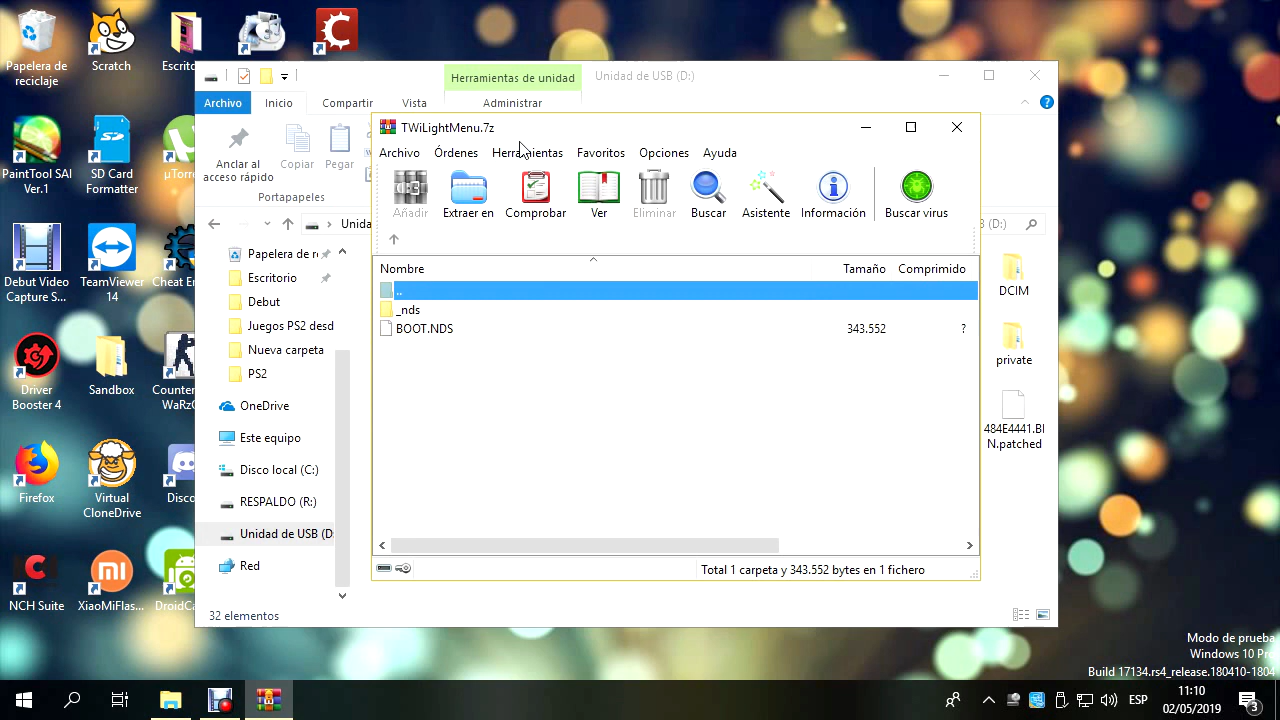 Papelera de
reciclaje
Scratch
Escrito
PaintTool SAI
Ver.1
SD Card
Formatter
µTorre
Debut Video
Capture S...
TeamViewer
14
Cheat En
Driver
Booster 4
Sandbox
Counter
WaRzO
Firefox
Virtual
CloneDrive
Disco
NCH Suite
XiaoMiFlas...
DroidCa
Herramientas de unidad
Unidad de USB (D:)
Archivo
Inicio
Compartir
Vista
Administrar
Anclar al
acceso rápido
Copiar
Pegar
Portapapeles
Unida
(D:)
Papelera de r
Escritorio
Debut
Juegos PS2 desd
Nueva carpeta
PS2
OneDrive
Este equipo
Disco local (C:)
RESPALDO (R:)
Unidad de USB (D
Red
32 elementos
DCIM
private
484E4441.BI
N.patched
TWiLightMenu.7z
Archivo
Órdenes
Herramientas
Favoritos
Opciones
Ayuda
Añadir
Extraer en
Comprobar
Ver
Eliminar
Buscar
Asistente
Información
Buscar virus
Nombre
Tamaño
Comprimido
..
_nds
BOOT.NDS
343.552
?
Total 1 carpeta y 343.552 bytes en 1 fichero
Modo de prueba
Windows 10 Pro
Build 17134.rs4_release.180410-1804
ESP
11:10
02/05/2019
3